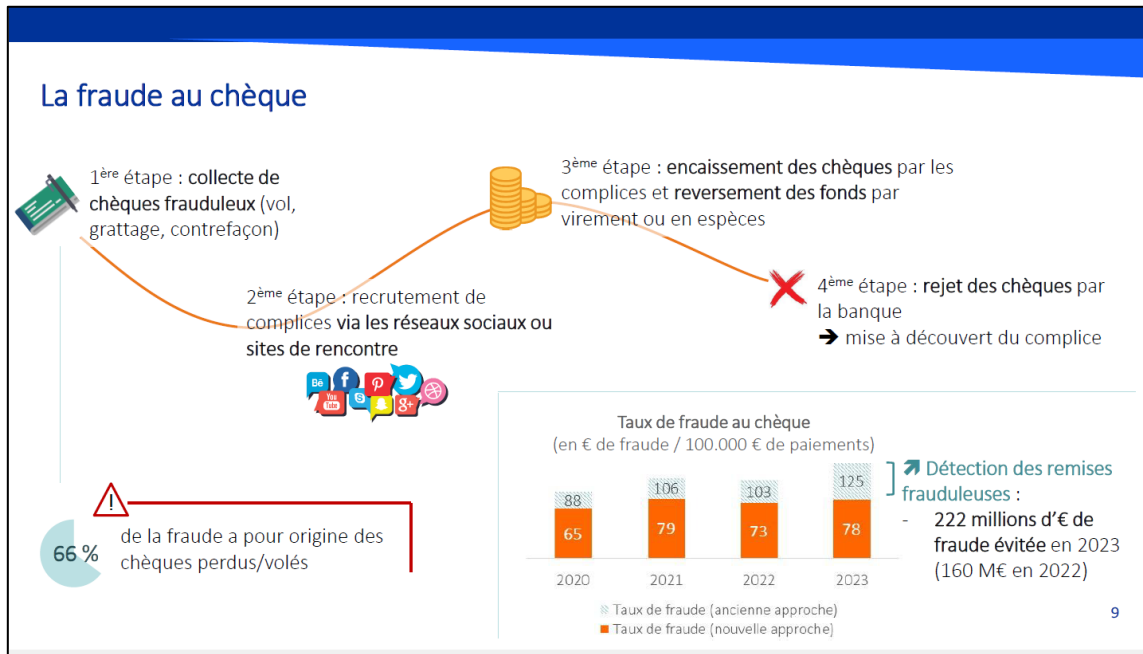 La fraude au chèque
1ère étape : collecte de
chèques frauduleux (vol,
grattage, contrefaçon)
2ème étape : recrutement de
complices via les réseaux sociaux ou
sites de rencontre
Bē
You
Tube
g+
3ème étape : encaissement des chèques par les
complices et reversement des fonds par
virement ou en espèces
4ème étape : rejet des chèques par
la banque
➔ mise à découvert du complice
!
66 %
de la fraude a pour origine des
chèques perdus/volés
Taux de fraude au chèque
(en € de fraude / 100.000 € de paiements)
88 106 103 125
65 79 73 78
2020 2021 2022 2023
Taux de fraude (ancienne approche)
Taux de fraude (nouvelle approche)
↗ Détection des remises
frauduleuses :
- 222 millions d’€ de
fraude évitée en 2023
(160 M€ en 2022)
9